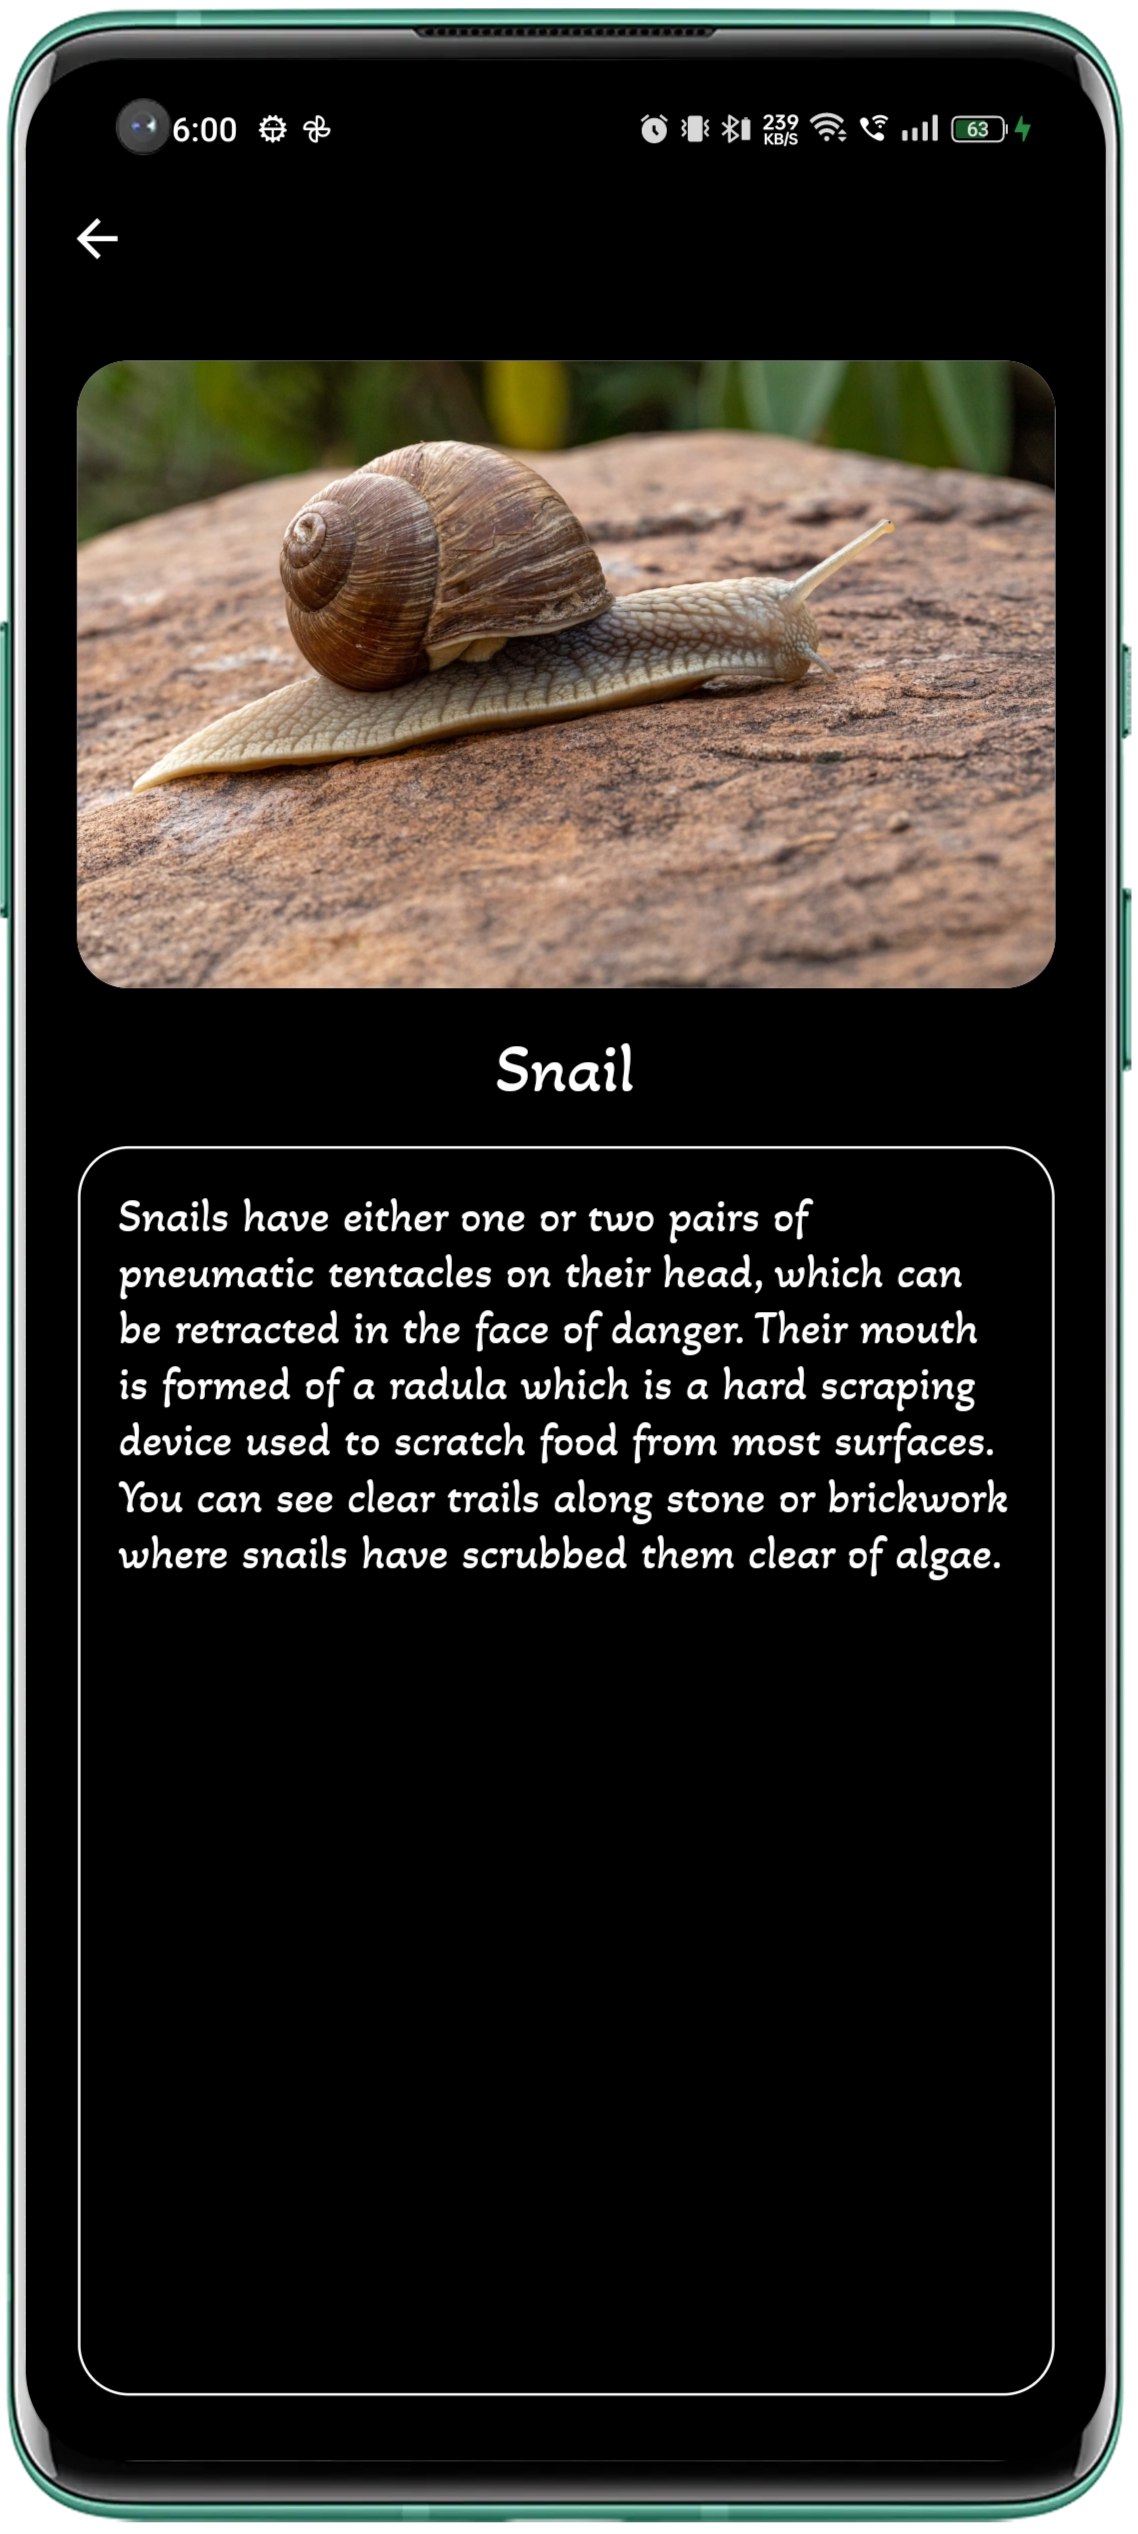 6:00
239
KB/S
63
Snail
Snails have either one or two pairs of
pneumatic tentacles on their head, which can
be retracted in the face of danger. Their mouth
is formed of a radula which is a hard scraping
device used to scratch food from most surfaces.
You can see clear trails along stone or brickwork
where snails have scrubbed them clear of algae.